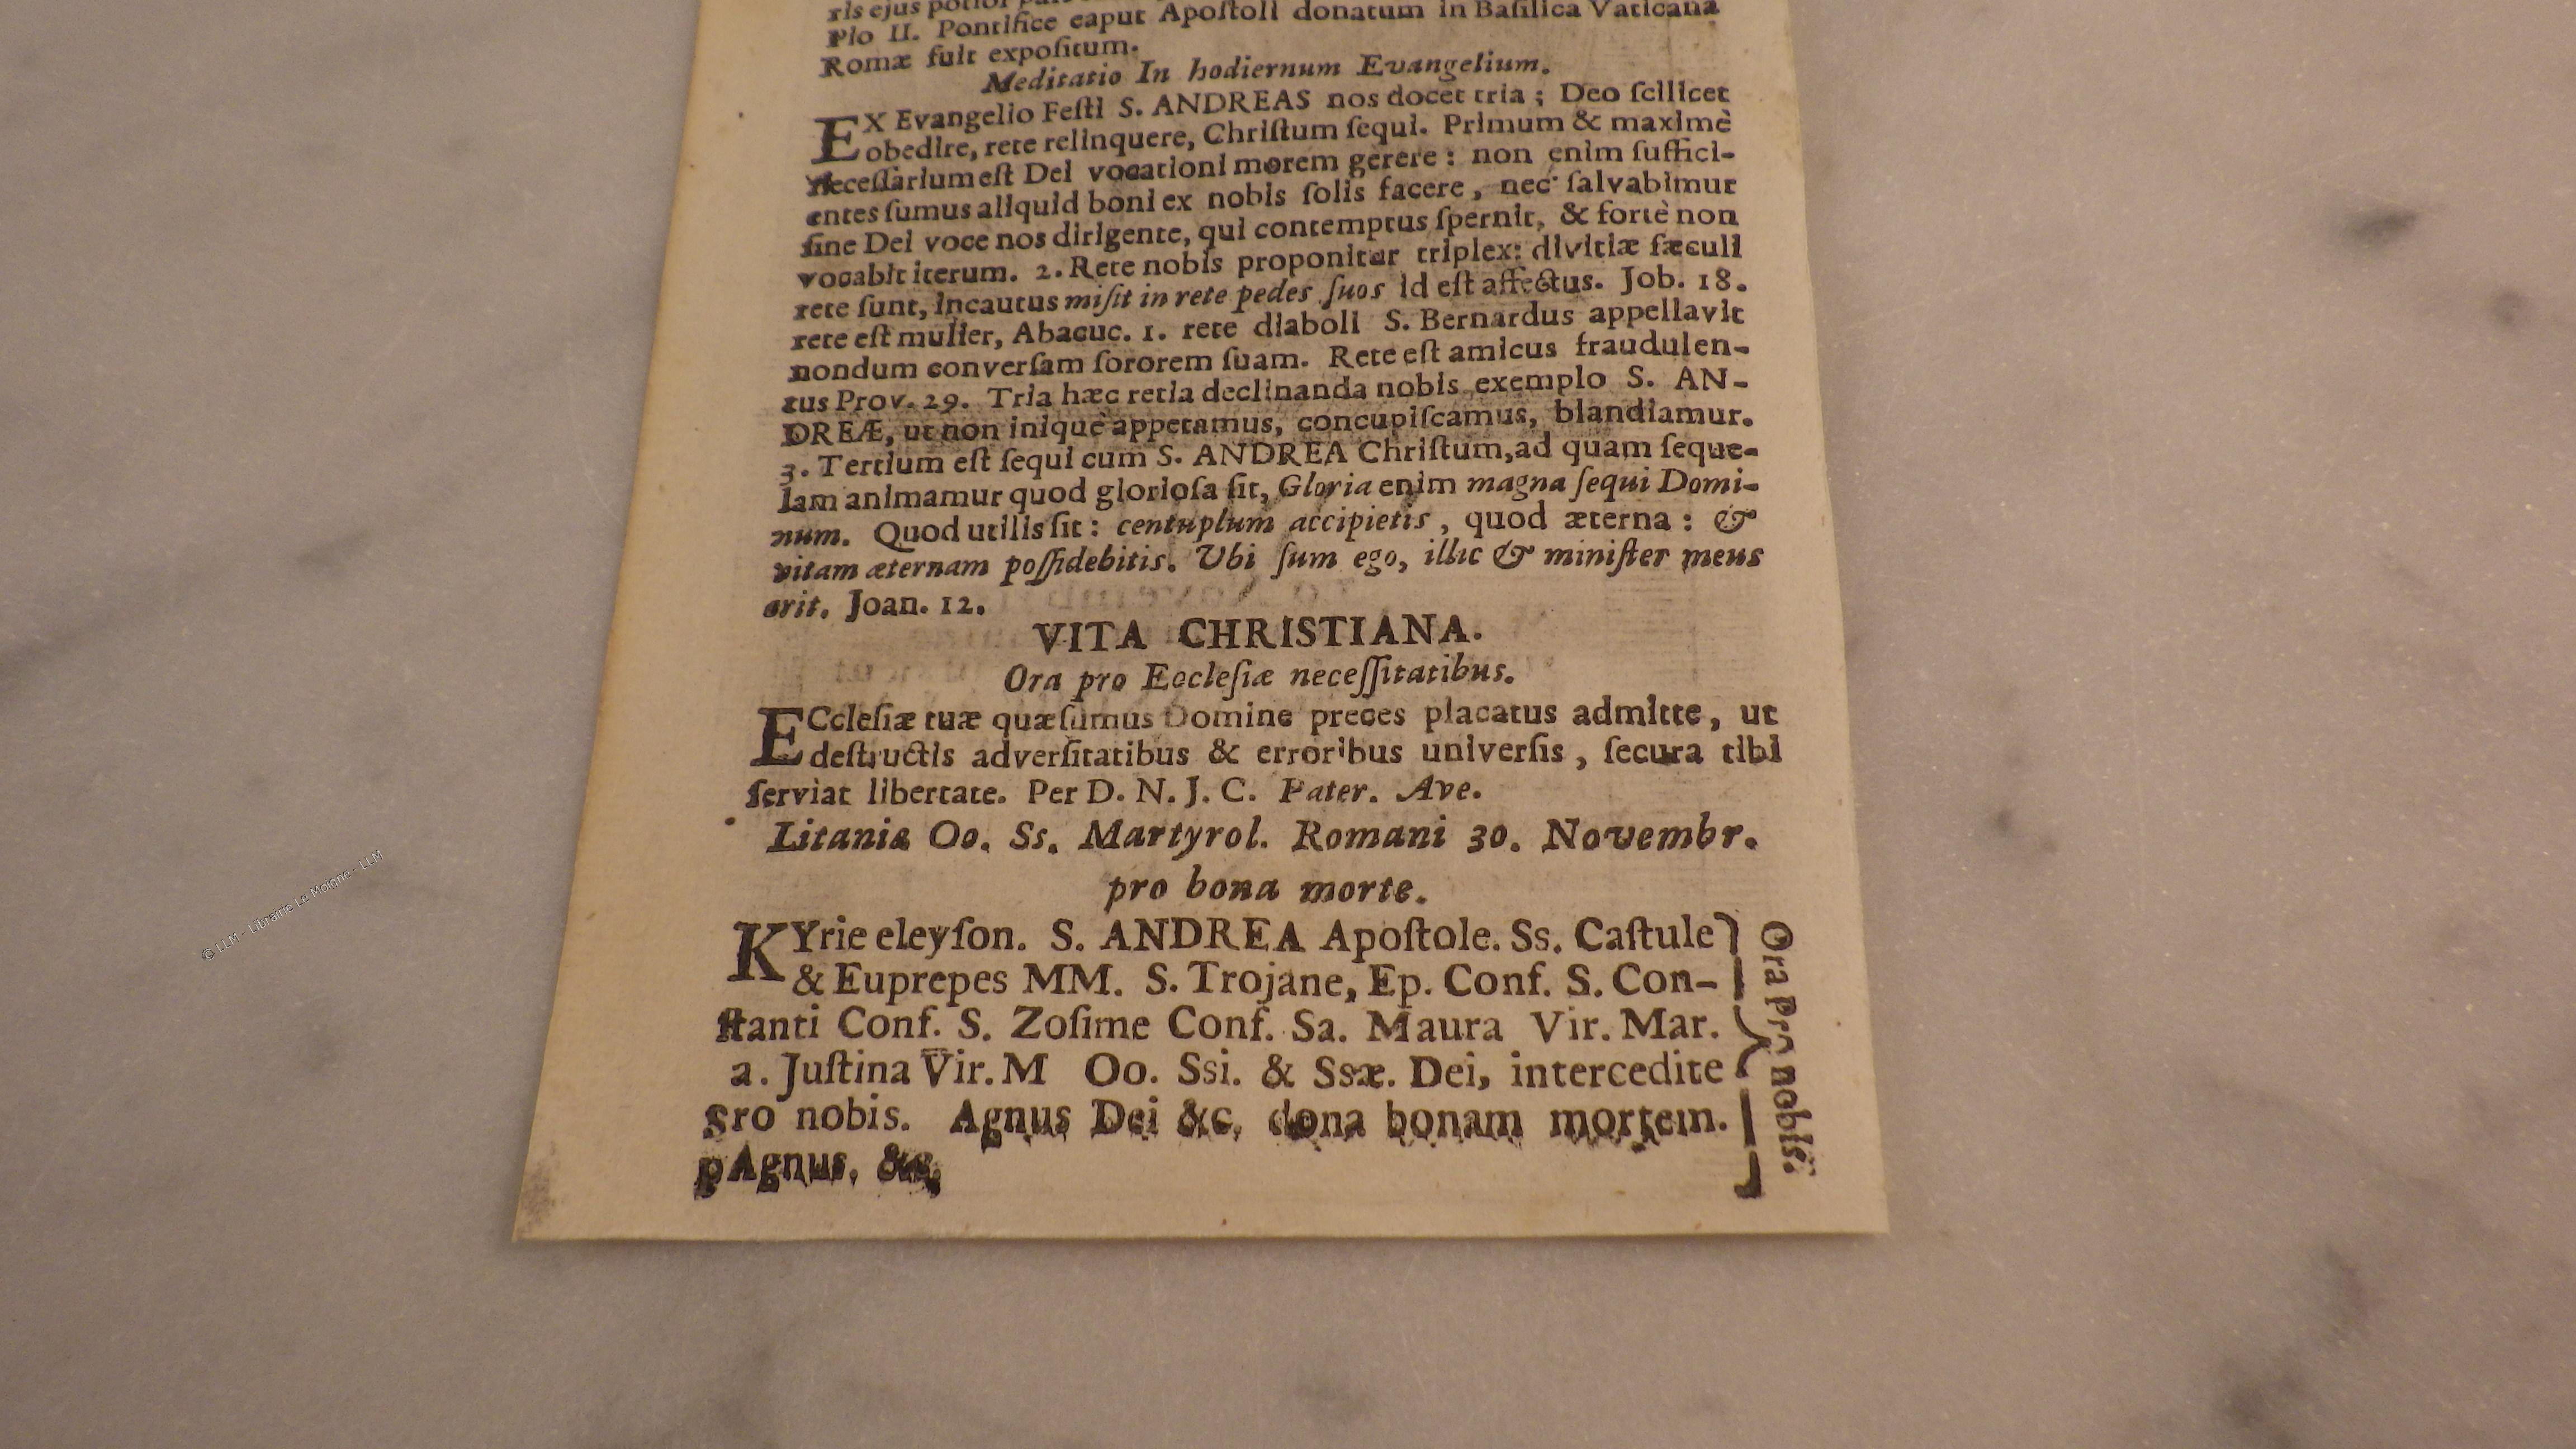 ris ejus potior
Pio II. Pontifice caput Apoſtoli donatum in Baſilica Vaticana
Romæ fuit expoſitum.
Meditatio In hodiernum Evangelium.
EX Evangelio Feſti S. ANDREAS nos docet tria ; Deo ſcilicet
obedire, rete relinquere, Chriſtum ſequi. Primum & maximè
neceſſarium eſt Dei vocationi morem gerere : non enim ſuffici-
entes ſumus aliquid boni ex nobis ſolis facere, nec ſalvabimur
ſine Dei voce nos dirigente, qui contemptus ſpernit, & fortè non
vocabit iterum. 2. Rete nobis proponitur triplex: divitiæ ſæculi
rete ſunt, incautus miſit in rete pedes ſuos id eſt affectus. Job. 18.
rete eſt mulier, Abacuc. 1. rete diaboli S. Bernardus appellavit
nondum converſam ſororem ſuam. Rete eſt amicus fraudulen-
tus Prov. 29. Tria hæc retia declinanda nobis exemplo S. AN-
DREÆ, ut non iniquè appetamus, concupiſcamus, blandiamur.
3. Tertium eſt ſequi cum S. ANDREA Chriſtum, ad quam ſeque-
lam animamur quod glorioſa ſit, Gloria enim magna ſequi Domi-
num. Quod utilis ſit : centuplum accipietis, quod æterna : &
vitam æternam poſſidebitis. Ubi ſum ego, illic & miniſter meus
erit. Joan. 12.
VITA CHRISTIANA.
Ora pro Eccleſiæ neceſſitatibus.
ECcleſiæ tuæ quæſumus Domine preces placatus admitte, ut
deſtructis adverſitatibus & erroribus univerſis, ſecura tibi
ſerviat libertate. Per D. N. J. C. Pater. Ave.
Litaniæ Oo. Ss. Martyrol. Romani 30. Novembr.
pro bona morte.
KYrie eleyſon. S. ANDREA Apoſtole. Ss. Caſtule
& Euprepes MM. S. Trojane, Ep. Conf. S. Con-
ſtanti Conf. S. Zoſime Conf. Sa. Maura Vir. Mar.
a. Juſtina Vir. M Oo. Ssi. & Ssæ. Dei, intercedite
Sro nobis. Agnus Dei &c. dona bonam mortem.
pAgnus, &c.
Ora pro nobis.
© LLM - Librairie Le Moigne - LLM